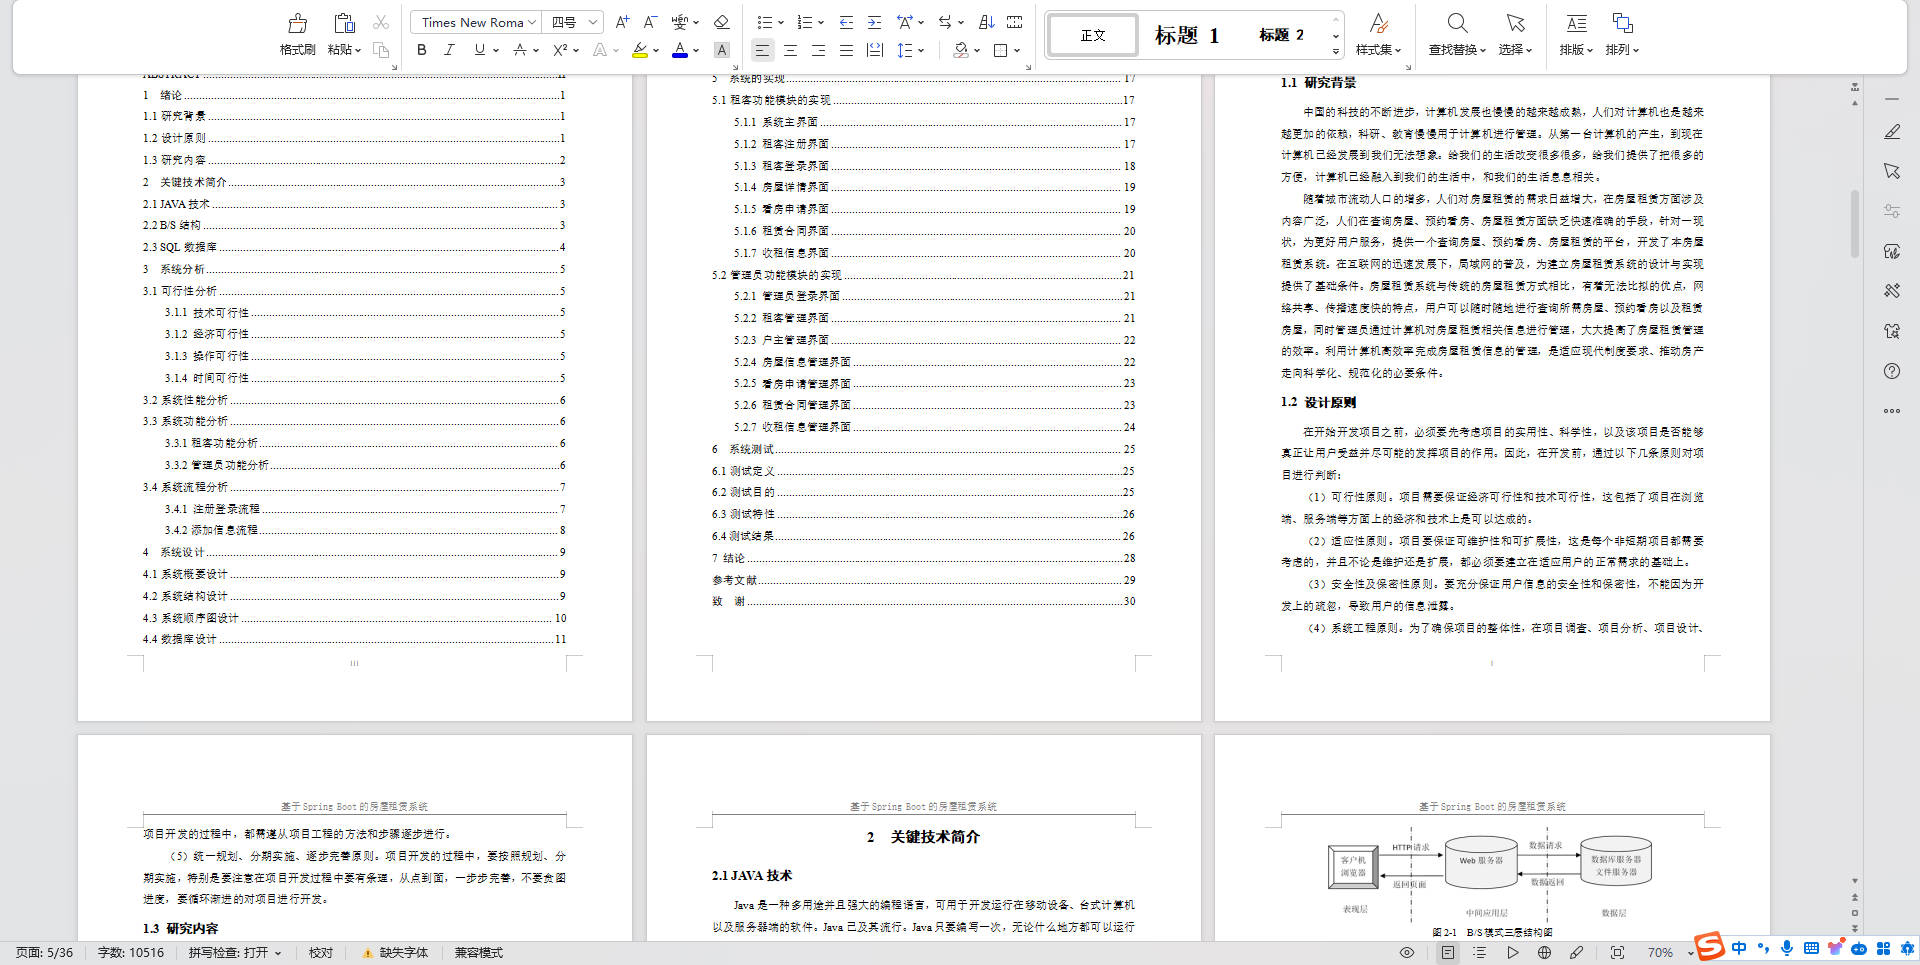 格式刷
粘贴
Times New Roma
四号
正文
标题 1
标题 2
样式集
查找替换
选择
排版
排列
1 绪论 1
1.1 研究背景 1
1.2 设计原则 1
1.3 研究内容 2
2 关键技术简介 3
2.1 JAVA 技术 3
2.2 B/S 结构 3
2.3 SQL 数据库 4
3 系统分析 5
3.1 可行性分析 5
3.1.1 技术可行性 5
3.1.2 经济可行性 5
3.1.3 操作可行性 5
3.1.4 时间可行性 5
3.2 系统性能分析 6
3.3 系统功能分析 6
3.3.1 租客功能分析 6
3.3.2 管理员功能分析 6
3.4 系统流程分析 7
3.4.1 注册登录流程 7
3.4.2 添加信息流程 8
4 系统设计 9
4.1 系统概要设计 9
4.2 系统结构设计 9
4.3 系统顺序图设计 10
4.4 数据库设计 11
III
5 系统的实现 17
5.1 租客功能模块的实现 17
5.1.1 系统主界面 17
5.1.2 租客注册界面 17
5.1.3 租客登录界面 18
5.1.4 房屋详情界面 19
5.1.5 看房申请界面 19
5.1.6 租赁合同界面 20
5.1.7 收租信息界面 20
5.2 管理员功能模块的实现 21
5.2.1 管理员登录界面 21
5.2.2 租客管理界面 21
5.2.3 户主管理界面 22
5.2.4 房屋信息管理界面 22
5.2.5 看房申请管理界面 23
5.2.6 租赁合同管理界面 23
5.2.7 收租信息管理界面 24
6 系统测试 25
6.1 测试定义 25
6.2 测试目的 25
6.3 测试特性 26
6.4 测试结果 26
7 结论 28
参考文献 29
致 谢 30
1.1 研究背景
中国的科技的不断进步，计算机发展也慢慢的越来越成熟，人们对计算机也是越来
越更加的依赖，科研、教育慢慢用于计算机进行管理。从第一台计算机的产生，到现在
计算机已经发展到我们无法想象。给我们的生活改变很多很多，给我们提供了把很多的
方便，计算机已经融入到我们的生活中，和我们的生活息息相关。
随着城市流动人口的增多，人们对房屋租赁的需求日益增大，在房屋租赁方面涉及
内容广泛，人们在查询房屋、预约看房、房屋租赁方面缺乏快速准确的手段，针对一现
状，为更好用户服务，提供一个查询房屋、预约看房、房屋租赁的平台，开发了本房屋
租赁系统。在互联网的迅速发展下，局域网的普及，为建立房屋租赁系统的设计与实现
提供了基础条件。房屋租赁系统与传统的房屋租赁方式相比，有着无法比拟的优点，网
络共享、传播速度快的特点，用户可以随时随地进行查询所需房屋、预约看房以及租赁
房屋，同时管理员通过计算机对房屋租赁相关信息进行管理，大大提高了房屋租赁管理
的效率。利用计算机高效率完成房屋租赁信息的管理，是适应现代制度要求、推动房产
走向科学化、规范化的必要条件。
1.2 设计原则
在开始开发项目之前，必须要先考虑项目的实用性、科学性，以及该项目是否能够
真正让用户受益并尽可能的发挥项目的作用。因此，在开发前，通过以下几条原则对项
目进行判断：
（1）可行性原则。项目需要保证经济可行性和技术可行性，这包括了项目在浏览
端、服务端等方面上的经济和技术上是可以达成的。
（2）适应性原则。项目要保证可维护性和可扩展性，这是每个非短期项目都需要
考虑的，并且不论是维护还是扩展，都必须要建立在适应用户的正常需求的基础上。
（3）安全性及保密性原则。要充分保证用户信息的安全性和保密性，不能因为开
发上的疏忽，导致用户的信息泄露。
（4）系统工程原则。为了确保项目的整体性，在项目调查、项目分析、项目设计、
基于 Spring Boot 的房屋租赁系统
项目开发的过程中，都需遵从项目工程的方法和步骤逐步进行。
（5）统一规划、分期实施、逐步完善原则。项目开发的过程中，要按照规划、分
期实施，特别是要注意在项目开发过程中要有条理，从点到面，一步步完善，不要贪图
进度，要循环渐进的对项目进行开发。
1.3 研究内容
基于 Spring Boot 的房屋租赁系统
2 关键技术简介
2.1 JAVA 技术
Java 是一种多用途并且强大的编程语言，可用于开发运行在移动设备、台式计算机
以及服务器端的软件。Java 已及其流行。Java 只要编写一次，无论什么地方都可以运行
基于 Spring Boot 的房屋租赁系统
客户机
浏览器
HTTP请求
返回页面
Web 服务器
数据请求
数据返回
数据库服务器
文件服务器
表现层
中间应用层
数据层
图 2-1 B/S 模式三层结构图
页面: 5/36
字数: 10516
拼写检查: 打开
校对
缺失字体
兼容模式
70%
中